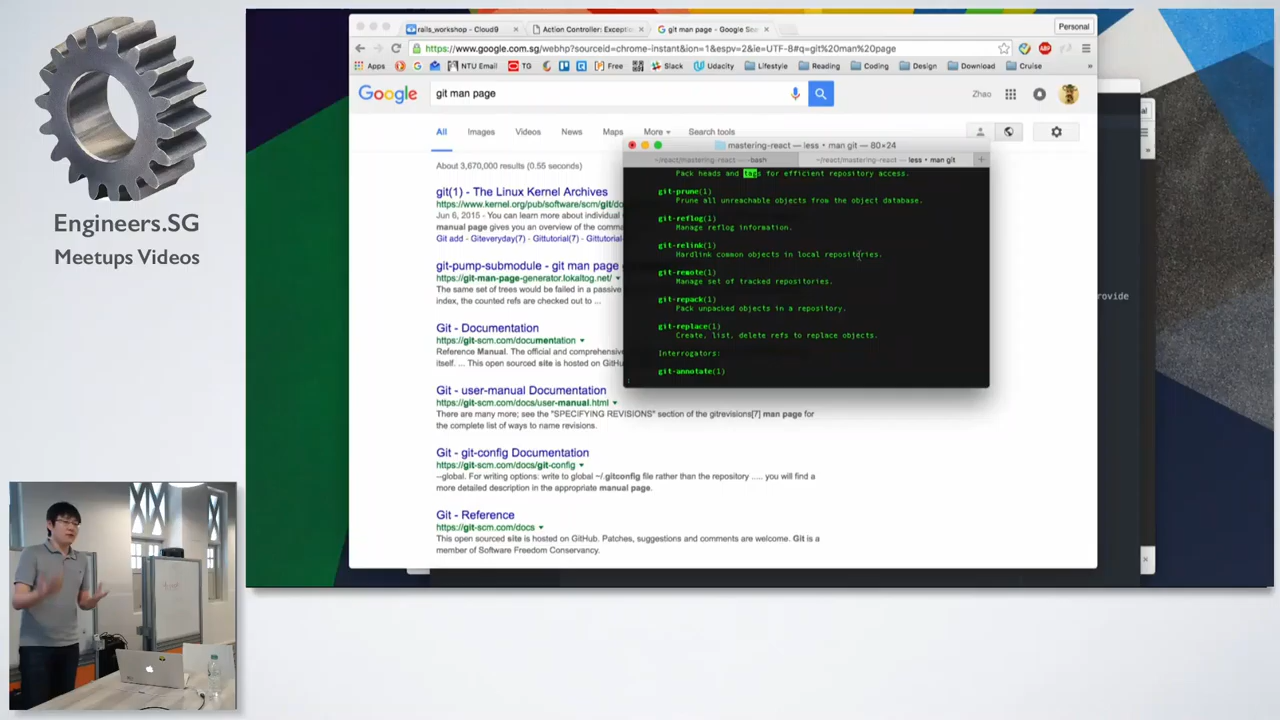 Engineers.SG
Meetups Videos
rails_workshop - Cloud9
Action Controller: Except
git man page - Google Se
Personal
https://www.google.com.sg/webhp?sourceid=chrome-instant&ion=1&espv=2&ie=UTF-8#q=git%20man%20page
Apps
NTU Email
TG
Free
Slack
Udacity
Lifestyle
Reading
Coding
Design
Download
Cruise
»
Google
git man page
Zhao
All
Images
Videos
News
Maps
More
Search tools
About 3,670,000 results (0.55 seconds)
git(1) - The Linux Kernel Archives
https://www.kernel.org/pub/software/scm/git/do
Jun 6, 2015 - You can learn more about individual
manual page gives you an overview of the comma
Git add - Giteveryday(7) - Gittutorial(7) - Gittutorial-
git-pump-submodule - git man page
https://git-man-page-generator.lokaltog.net/
The same set of trees would be failed in a passive
index, the counted refs are checked out to ...
Git - Documentation
https://git-scm.com/documentation
Reference Manual. The official and comprehensive
itself. ... This open sourced site is hosted on GitHu
Git - user-manual Documentation
https://git-scm.com/docs/user-manual.html
There are many more; see the "SPECIFYING REVISIONS" section of the gitrevisions[7] man page for
the complete list of ways to name revisions.
Git - git-config Documentation
https://git-scm.com/docs/git-config
--global. For writing options: write to global ~/.gitconfig file rather than the repository ..... you will find a
more detailed description in the appropriate manual page.
Git - Reference
https://git-scm.com/docs
This open sourced site is hosted on GitHub. Patches, suggestions and comments are welcome. Git is a
member of Software Freedom Conservancy.
mastering-react — less • man git — 80×24
~/react/mastering-react — -bash
~/react/mastering-react — less • man git
Pack heads and tags for efficient repository access.
git-prune(1)
Prune all unreachable objects from the object database.
git-reflog(1)
Manage reflog information.
git-relink(1)
Hardlink common objects in local repositories.
git-remote(1)
Manage set of tracked repositories.
git-repack(1)
Pack unpacked objects in a repository.
git-replace(1)
Create, list, delete refs to replace objects.
Interrogators:
git-annotate(1)
:
rovide